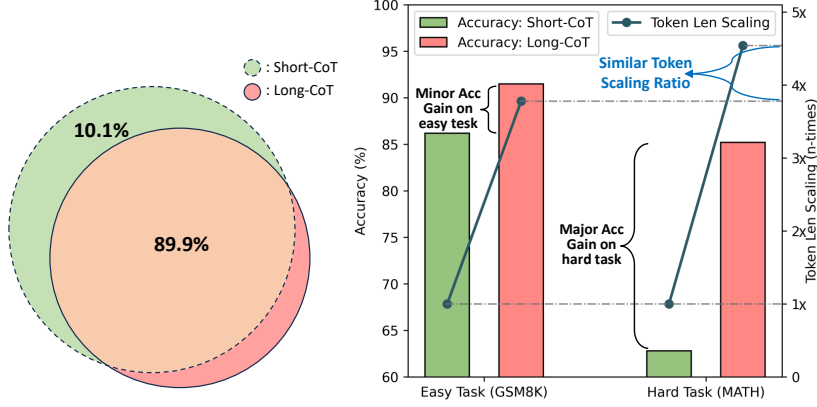 : Short-CoT
: Long-CoT
10.1%
89.9%
Accuracy: Short-CoT
Accuracy: Long-CoT
Token Len Scaling
Similar Token
Scaling Ratio
Minor Acc
Gain on
easy tesk
Major Acc
Gain on
hard task
Accuracy (%)
100
95
90
85
80
75
70
65
60
5x
4x
3x
2x
1x
0
Token Len Scaling (n-times)
Easy Task (GSM8K)
Hard Task (MATH)